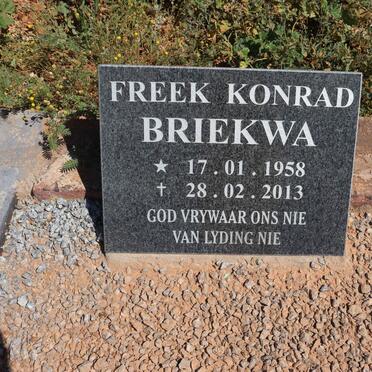 FREEK KONRAD
BRIEKWA
★ 17.01.1958
✝ 28.02.2013
GOD VRYWAAR ONS NIE
VAN LYDING NIE